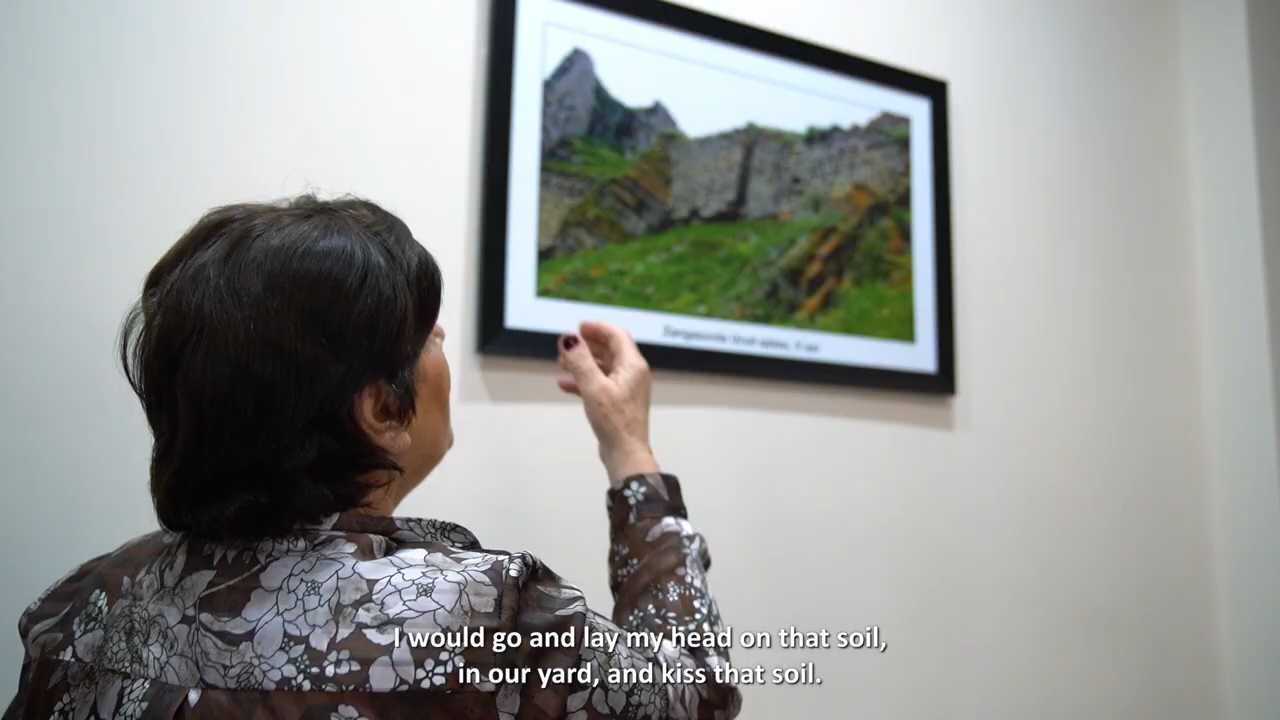 I would go and lay my head on that soil,
in our yard, and kiss that soil.